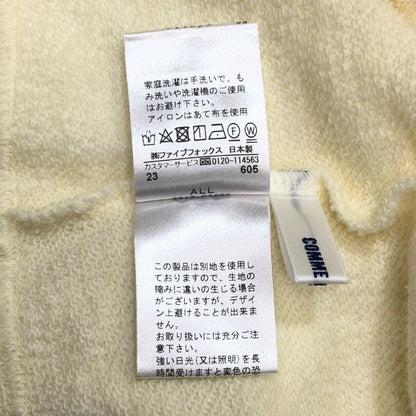 家庭洗濯は手洗いで、も
み洗いや洗濯機のご使用
はお避け下さい。
アイロンはあて布を使用
㈱ファイブフォックス 日本製
カスタマーサービス 0120-114563
23 605
ALL
COMME
この製品は別地を使用し
ておりますので、生地の
縮みに違いの生じる場合
がございますが、デザイ
ン上避けることが出来ま
せん。
お取り扱いには充分ご注
意下さい。
強い日光(又は照明)を長
時間受けますと変色の恐